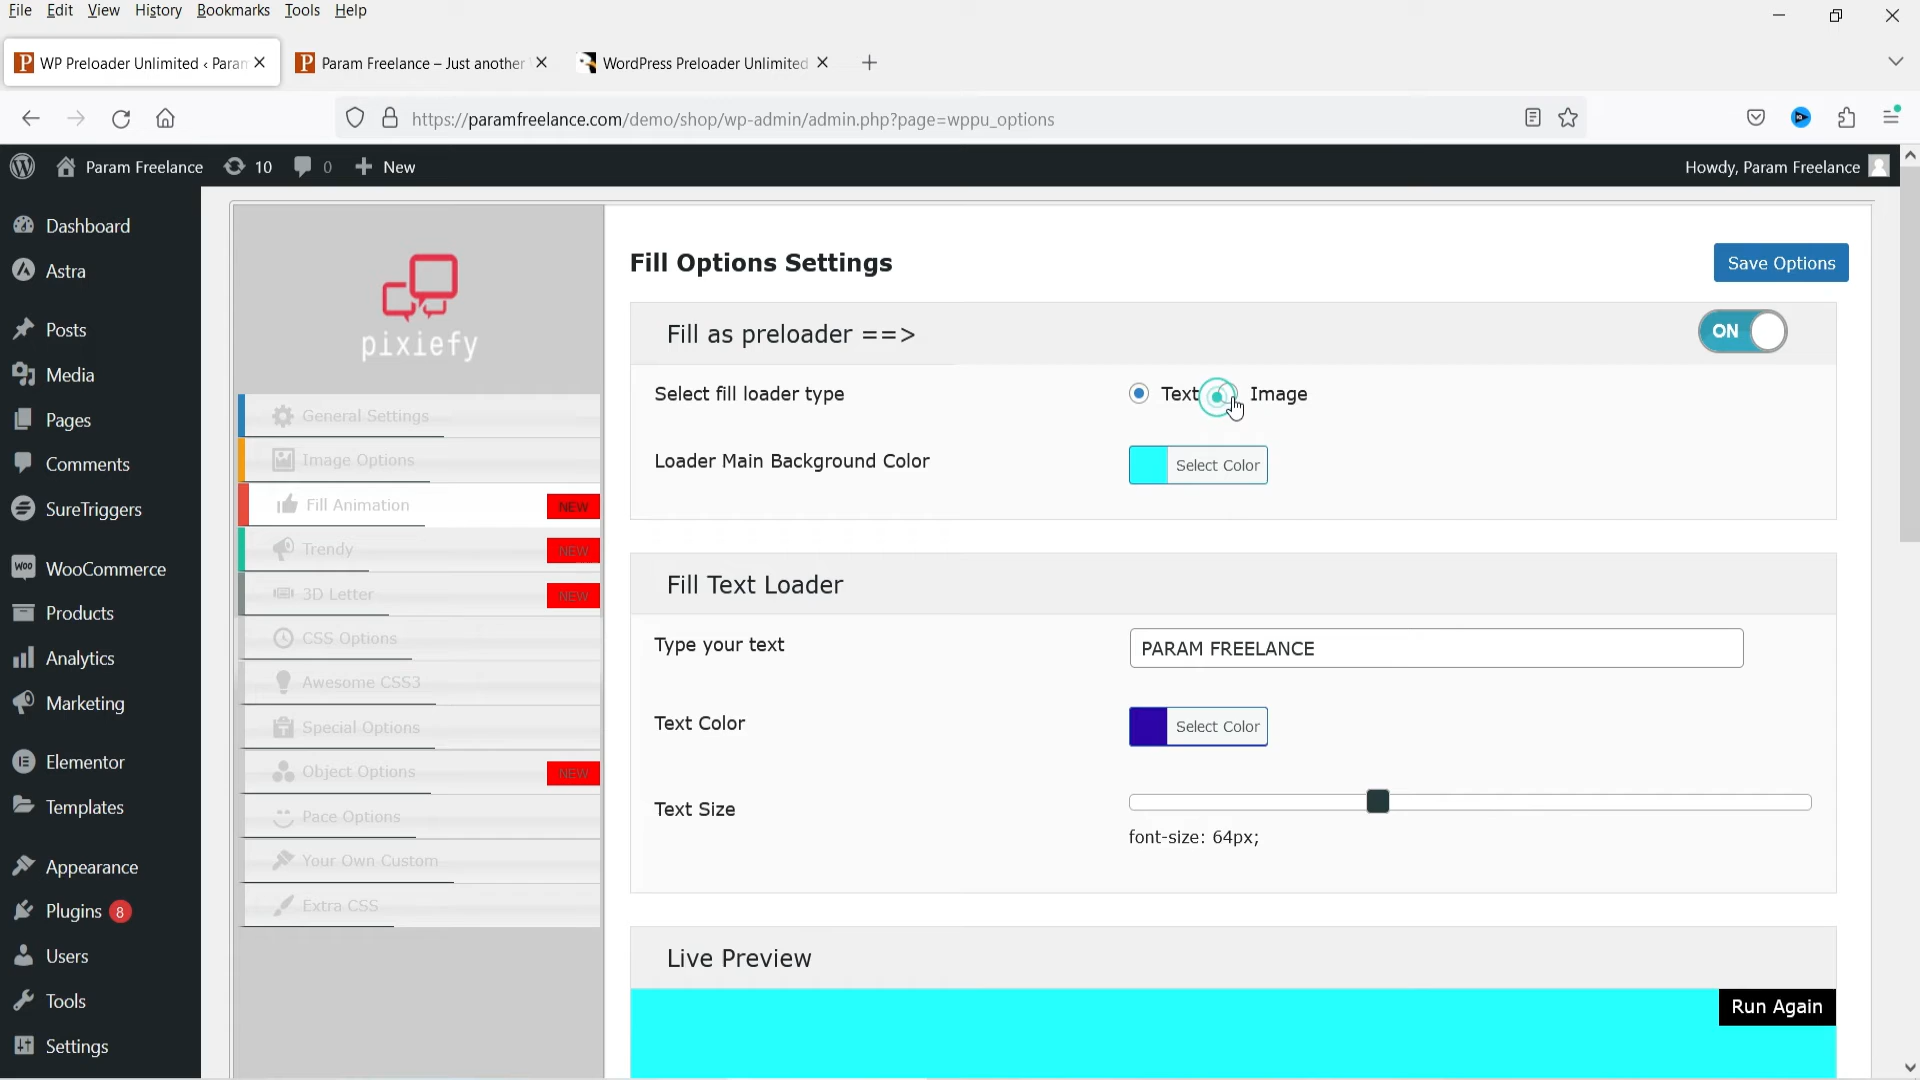 File Edit View History Bookmarks Tools Help
WP Preloader Unlimited ‹ Param
Param Freelance – Just another
WordPress Preloader Unlimited
https://paramfreelance.com/demo/shop/wp-admin/admin.php?page=wppu_options
Param Freelance 10 0 New
Howdy, Param Freelance
Dashboard
Astra
Posts
Media
Pages
Comments
SureTriggers
WooCommerce
Products
Analytics
Marketing
Elementor
Templates
Appearance
Plugins 8
Users
Tools
Settings
pixiefy
General Settings
Image Options
Fill Animation NEW
Trendy NEW
3D Letter NEW
CSS Options
Awesome CSS3
Special Options
Object Options NEW
Pace Options
Your Own Custom
Extra CSS
Fill Options Settings
Save Options
Fill as preloader ==>
ON
Select fill loader type
Text Image
Loader Main Background Color
Select Color
Fill Text Loader
Type your text
PARAM FREELANCE
Text Color
Select Color
Text Size
font-size: 64px;
Live Preview
Run Again